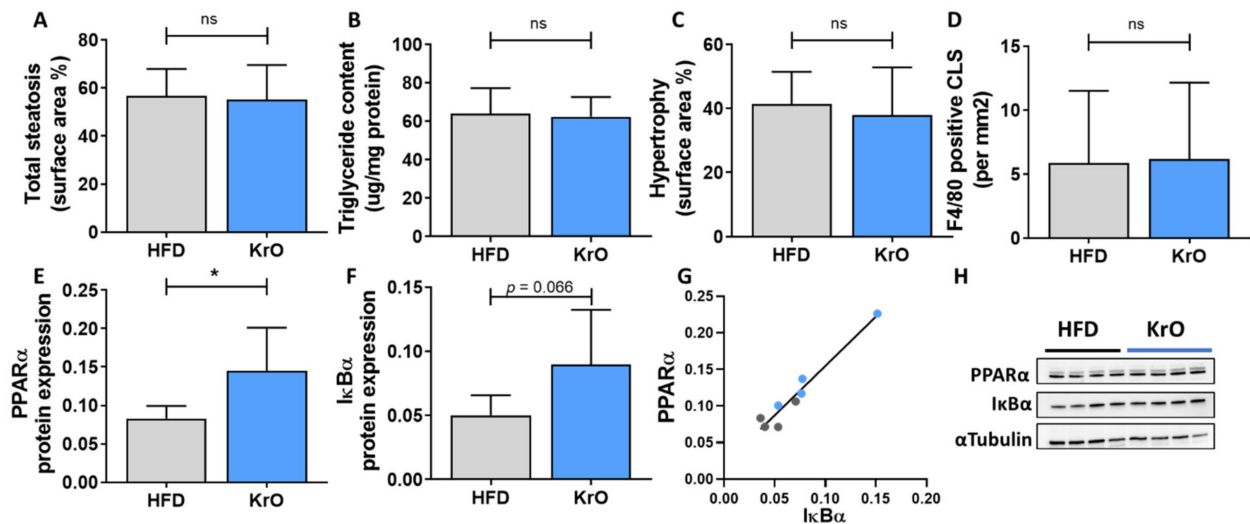 A
ns
Total steatosis
(surface area %)
80
60
40
20
0
HFD
KrO
B
ns
Triglyceride content
(ug/mg protein)
100
80
60
40
20
0
HFD
KrO
C
ns
Hypertrophy
(surface area %)
60
40
20
0
HFD
KrO
D
ns
F4/80 positive CLS
(per mm2)
15
10
5
0
HFD
KrO
E
*
PPARα
protein expression
0.25
0.20
0.15
0.10
0.05
0.00
HFD
KrO
F
p = 0.066
IκBα
protein expression
0.15
0.10
0.05
0.00
HFD
KrO
G
PPARα
0.25
0.20
0.15
0.10
0.05
0.00
0.00 0.05 0.10 0.15 0.20
IκBα
H
HFD KrO
PPARα
IκBα
αTubulin